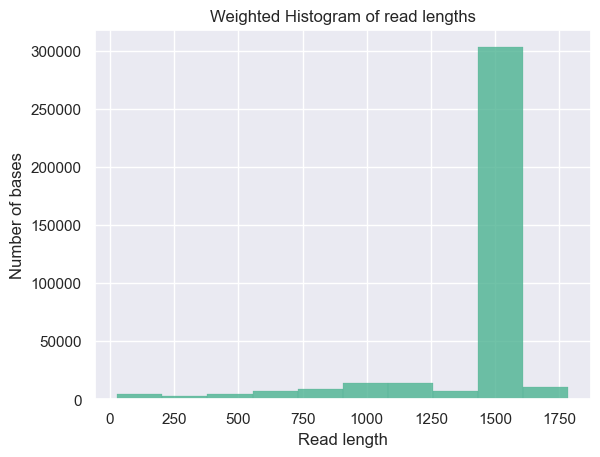 Weighted Histogram of read lengths
300000
250000
200000
150000
100000
50000
0
Number of bases
0 250 500 750 1000 1250 1500 1750
Read length